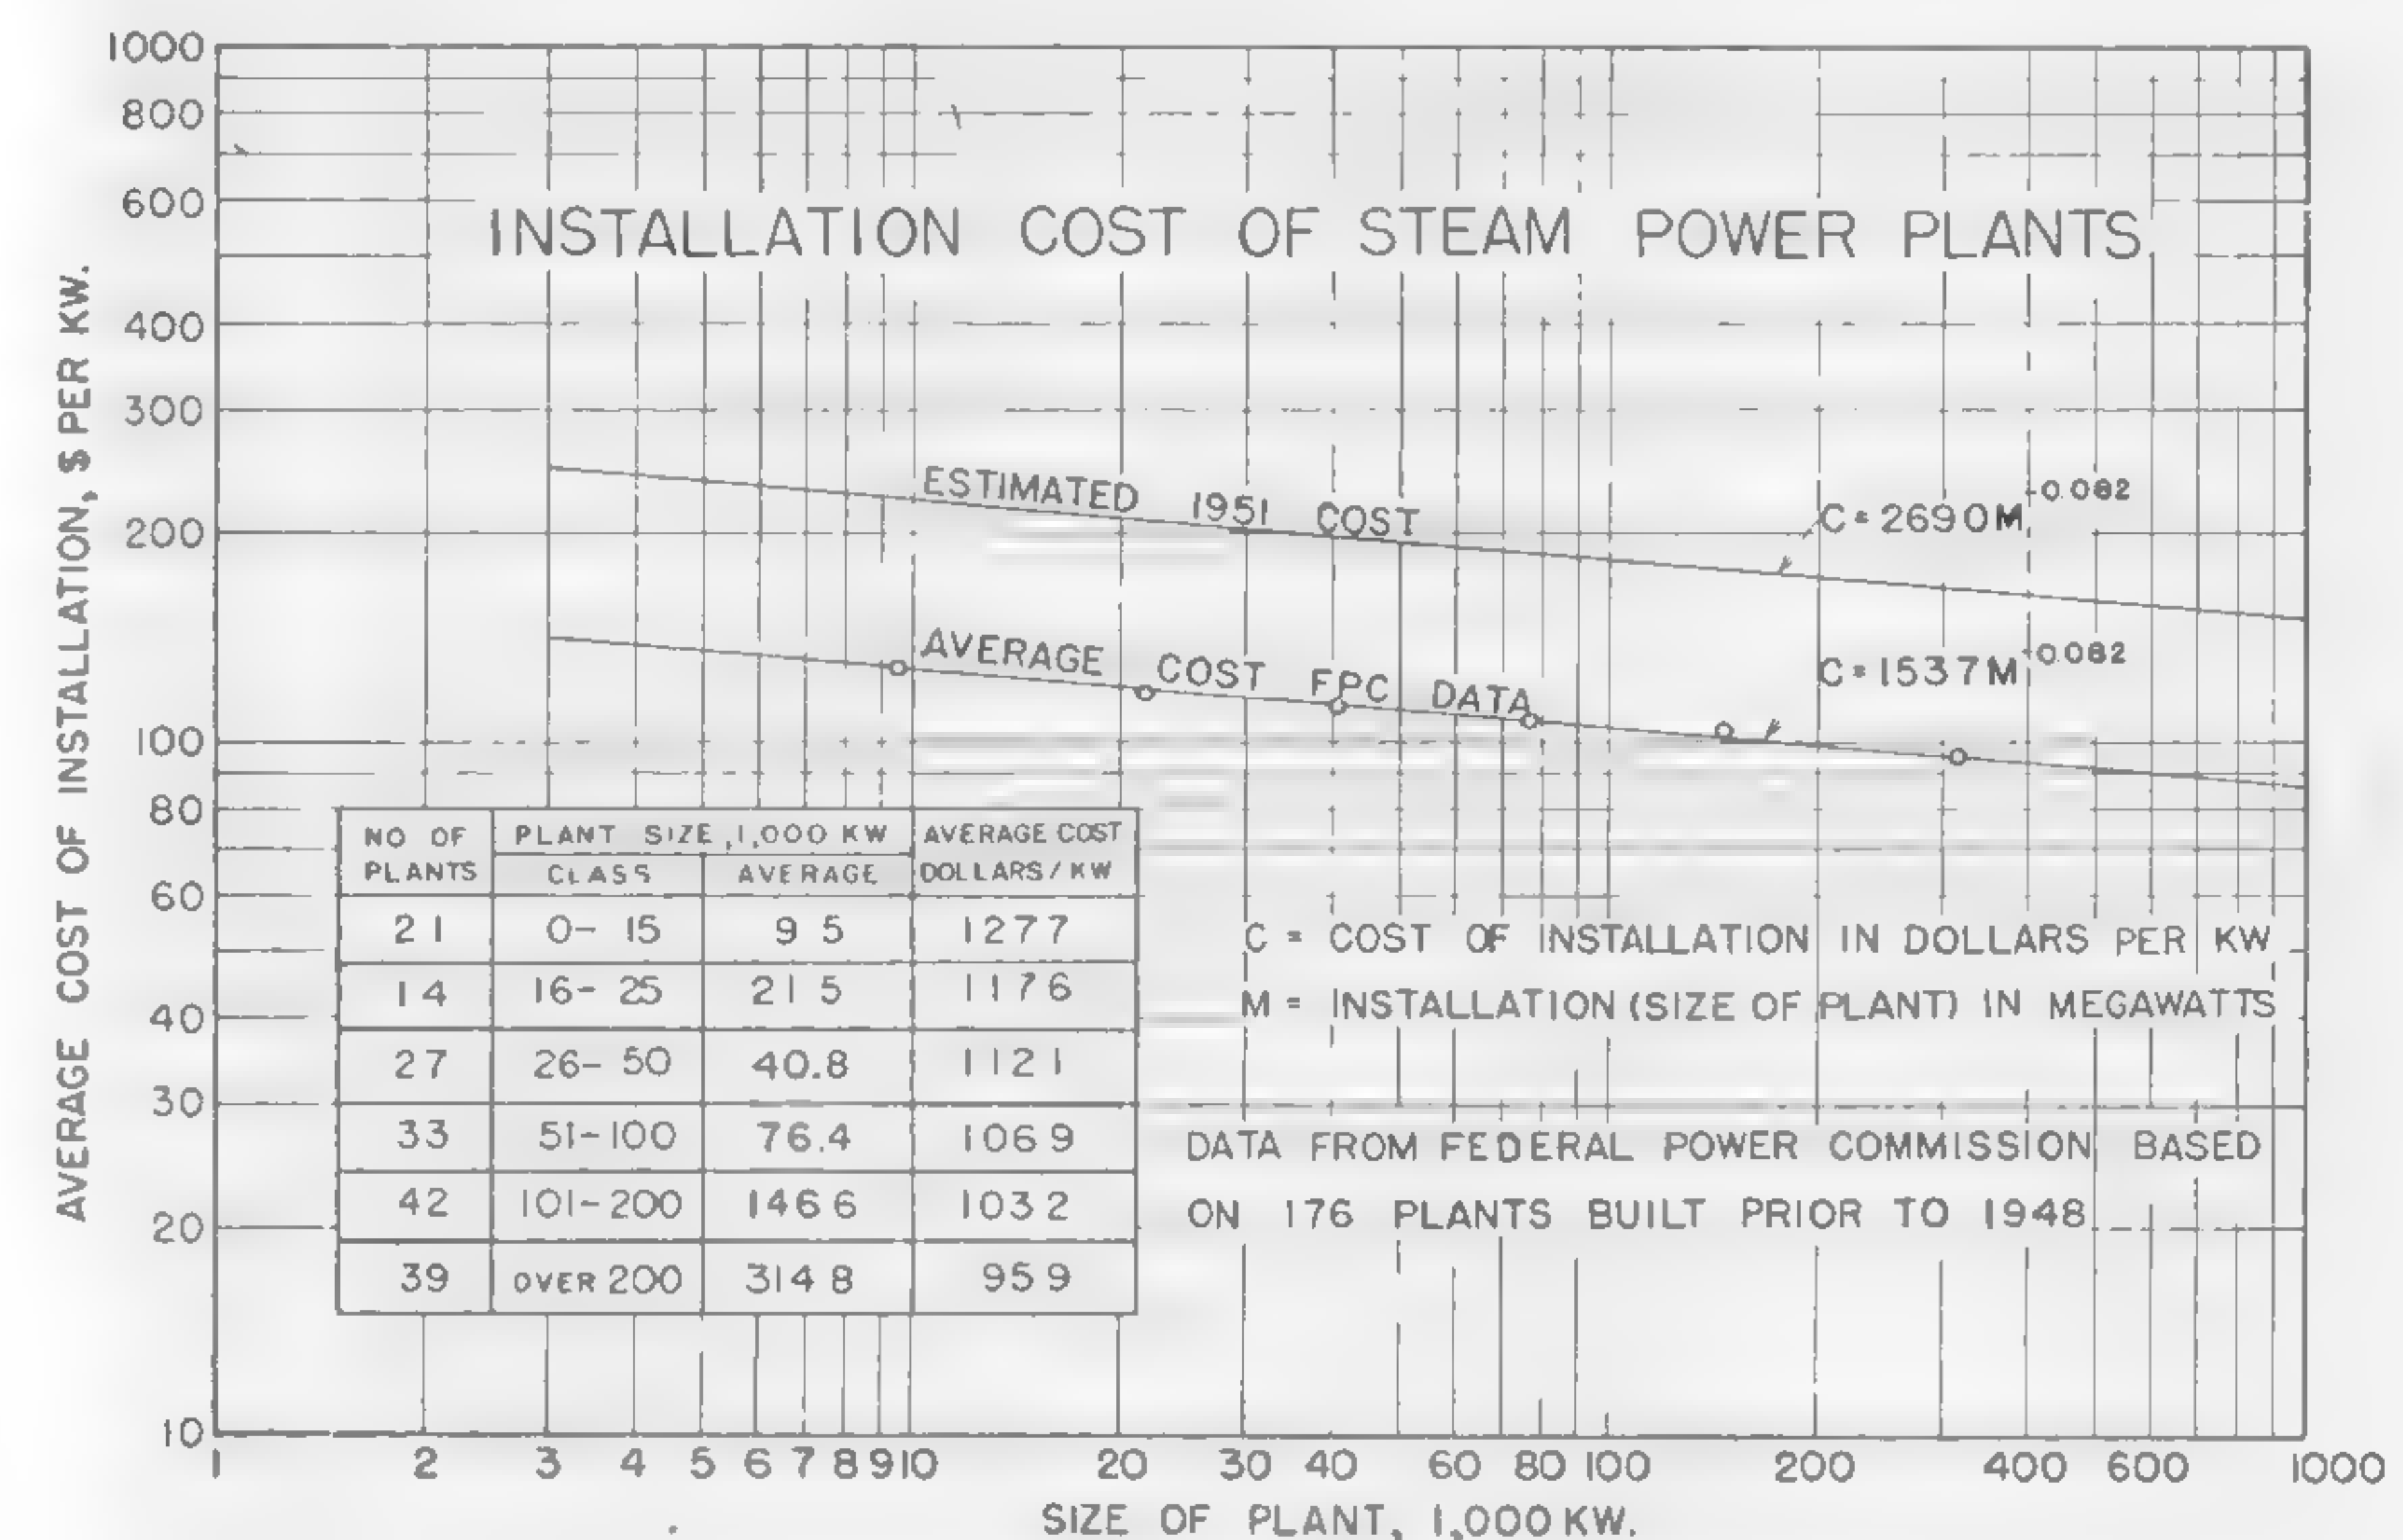 INSTALLATION COST OF STEAM POWER PLANTS
AVERAGE COST OF INSTALLATION, $ PER KW.
1000
800
600
400
300
200
100
80
60
40
30
20
10
ESTIMATED 1951 COST
C = 2690M^-0.082
AVERAGE COST FPC DATA
C = 1537M^-0.082
NO OF PLANTS PLANT SIZE, 1,000 KW AVERAGE COST DOLLARS / KW
CLASS AVERAGE
21 0- 15 9 5 127 7
14 16- 25 21 5 117 6
27 26- 50 40.8 112 1
33 51-100 76.4 106 9
42 101-200 146 6 103 2
39 OVER 200 314 8 95 9
C = COST OF INSTALLATION IN DOLLARS PER KW
M = INSTALLATION (SIZE OF PLANT) IN MEGAWATTS
DATA FROM FEDERAL POWER COMMISSION BASED
ON 176 PLANTS BUILT PRIOR TO 1948
1 2 3 4 5 6 7 8 9 10 20 30 40 60 80 100 200 400 600 1000
SIZE OF PLANT, 1,000 KW.